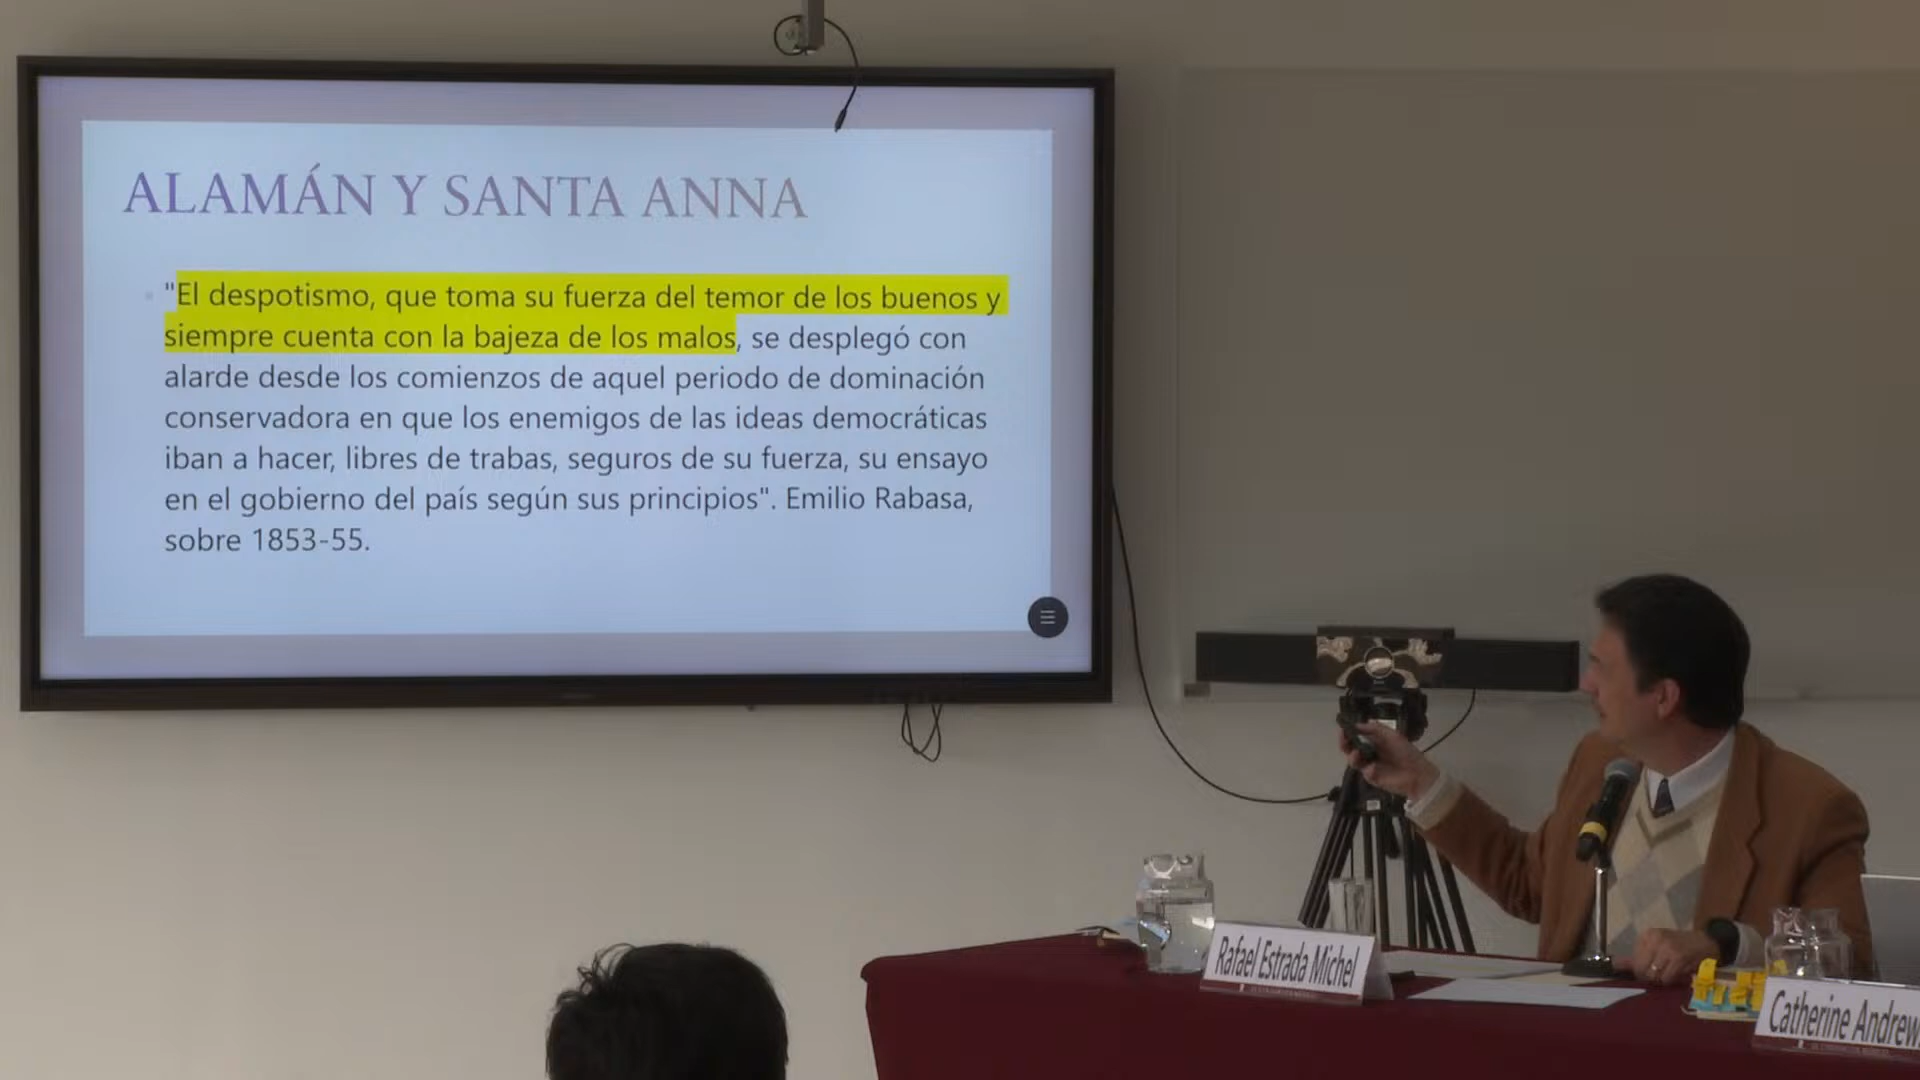 ALAMÁN Y SANTA ANNA
"El despotismo, que toma su fuerza del temor de los buenos y
siempre cuenta con la bajeza de los malos, se desplegó con
alarde desde los comienzos de aquel periodo de dominación
conservadora en que los enemigos de las ideas democráticas
iban a hacer, libres de trabas, seguros de su fuerza, su ensayo
en el gobierno del país según sus principios". Emilio Rabasa,
sobre 1853-55.
Rafael Estrada Michel
Catherine Andrew